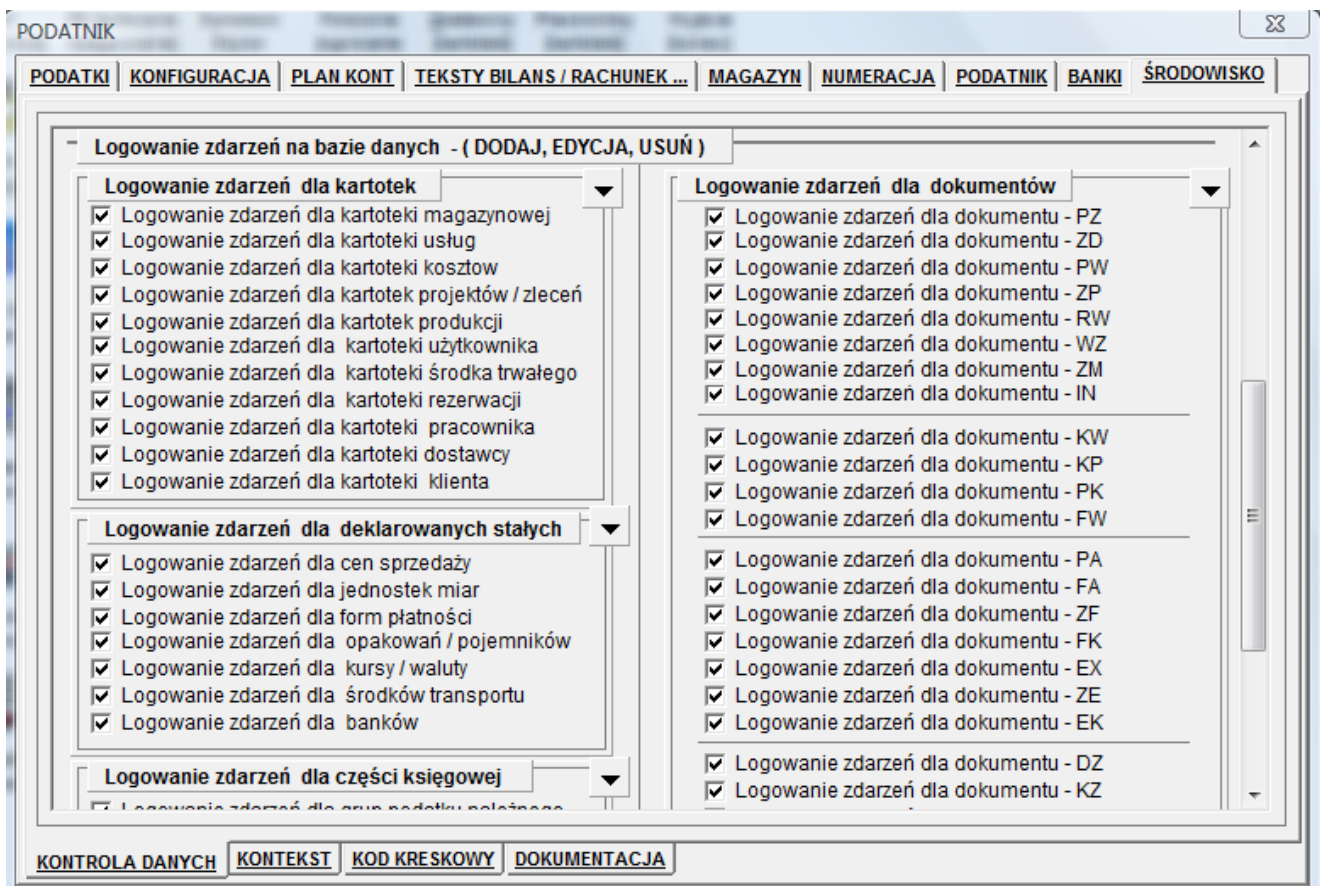 PODATNIK
PODATKI KONFIGURACJA PLAN KONT TEKSTY BILANS / RACHUNEK ... MAGAZYN NUMERACJA PODATNIK BANKI ŚRODOWISKO
Logowanie zdarzeń na bazie danych - ( DODAJ, EDYCJA, USUŃ )
Logowanie zdarzeń dla kartotek
Logowanie zdarzeń dla kartoteki magazynowej
Logowanie zdarzeń dla kartoteki usług
Logowanie zdarzeń dla kartoteki kosztow
Logowanie zdarzeń dla kartotek projektów / zleceń
Logowanie zdarzeń dla kartotek produkcji
Logowanie zdarzeń dla kartoteki użytkownika
Logowanie zdarzeń dla kartoteki środka trwałego
Logowanie zdarzeń dla kartoteki rezerwacji
Logowanie zdarzeń dla kartoteki pracownika
Logowanie zdarzeń dla kartoteki dostawcy
Logowanie zdarzeń dla kartoteki klienta
Logowanie zdarzeń dla deklarowanych stałych
Logowanie zdarzeń dla cen sprzedaży
Logowanie zdarzeń dla jednostek miar
Logowanie zdarzeń dla form płatności
Logowanie zdarzeń dla opakowań / pojemników
Logowanie zdarzeń dla kursy / waluty
Logowanie zdarzeń dla środków transportu
Logowanie zdarzeń dla banków
Logowanie zdarzeń dla części księgowej
Logowanie zdarzeń dla grup podatku należnego
Logowanie zdarzeń dla dokumentów
Logowanie zdarzeń dla dokumentu - PZ
Logowanie zdarzeń dla dokumentu - ZD
Logowanie zdarzeń dla dokumentu - PW
Logowanie zdarzeń dla dokumentu - ZP
Logowanie zdarzeń dla dokumentu - RW
Logowanie zdarzeń dla dokumentu - WZ
Logowanie zdarzeń dla dokumentu - ZM
Logowanie zdarzeń dla dokumentu - IN
Logowanie zdarzeń dla dokumentu - KW
Logowanie zdarzeń dla dokumentu - KP
Logowanie zdarzeń dla dokumentu - PK
Logowanie zdarzeń dla dokumentu - FW
Logowanie zdarzeń dla dokumentu - PA
Logowanie zdarzeń dla dokumentu - FA
Logowanie zdarzeń dla dokumentu - ZF
Logowanie zdarzeń dla dokumentu - FK
Logowanie zdarzeń dla dokumentu - EX
Logowanie zdarzeń dla dokumentu - ZE
Logowanie zdarzeń dla dokumentu - EK
Logowanie zdarzeń dla dokumentu - DZ
Logowanie zdarzeń dla dokumentu - KZ
KONTROLA DANYCH KONTEKST KOD KRESKOWY DOKUMENTACJA